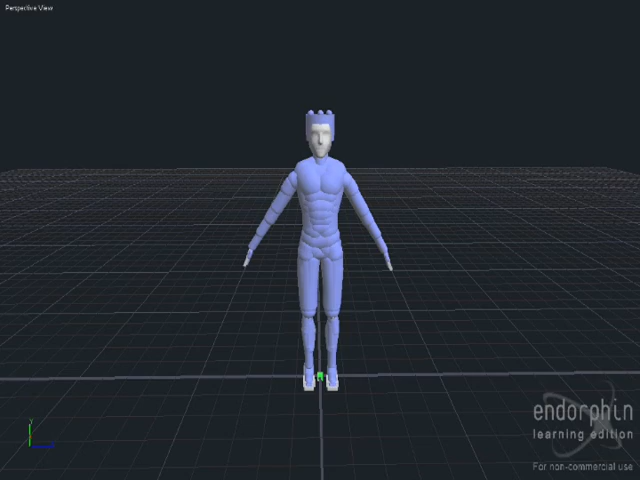 Perspective View
endorphin
learning edition
For non-commercial use
y